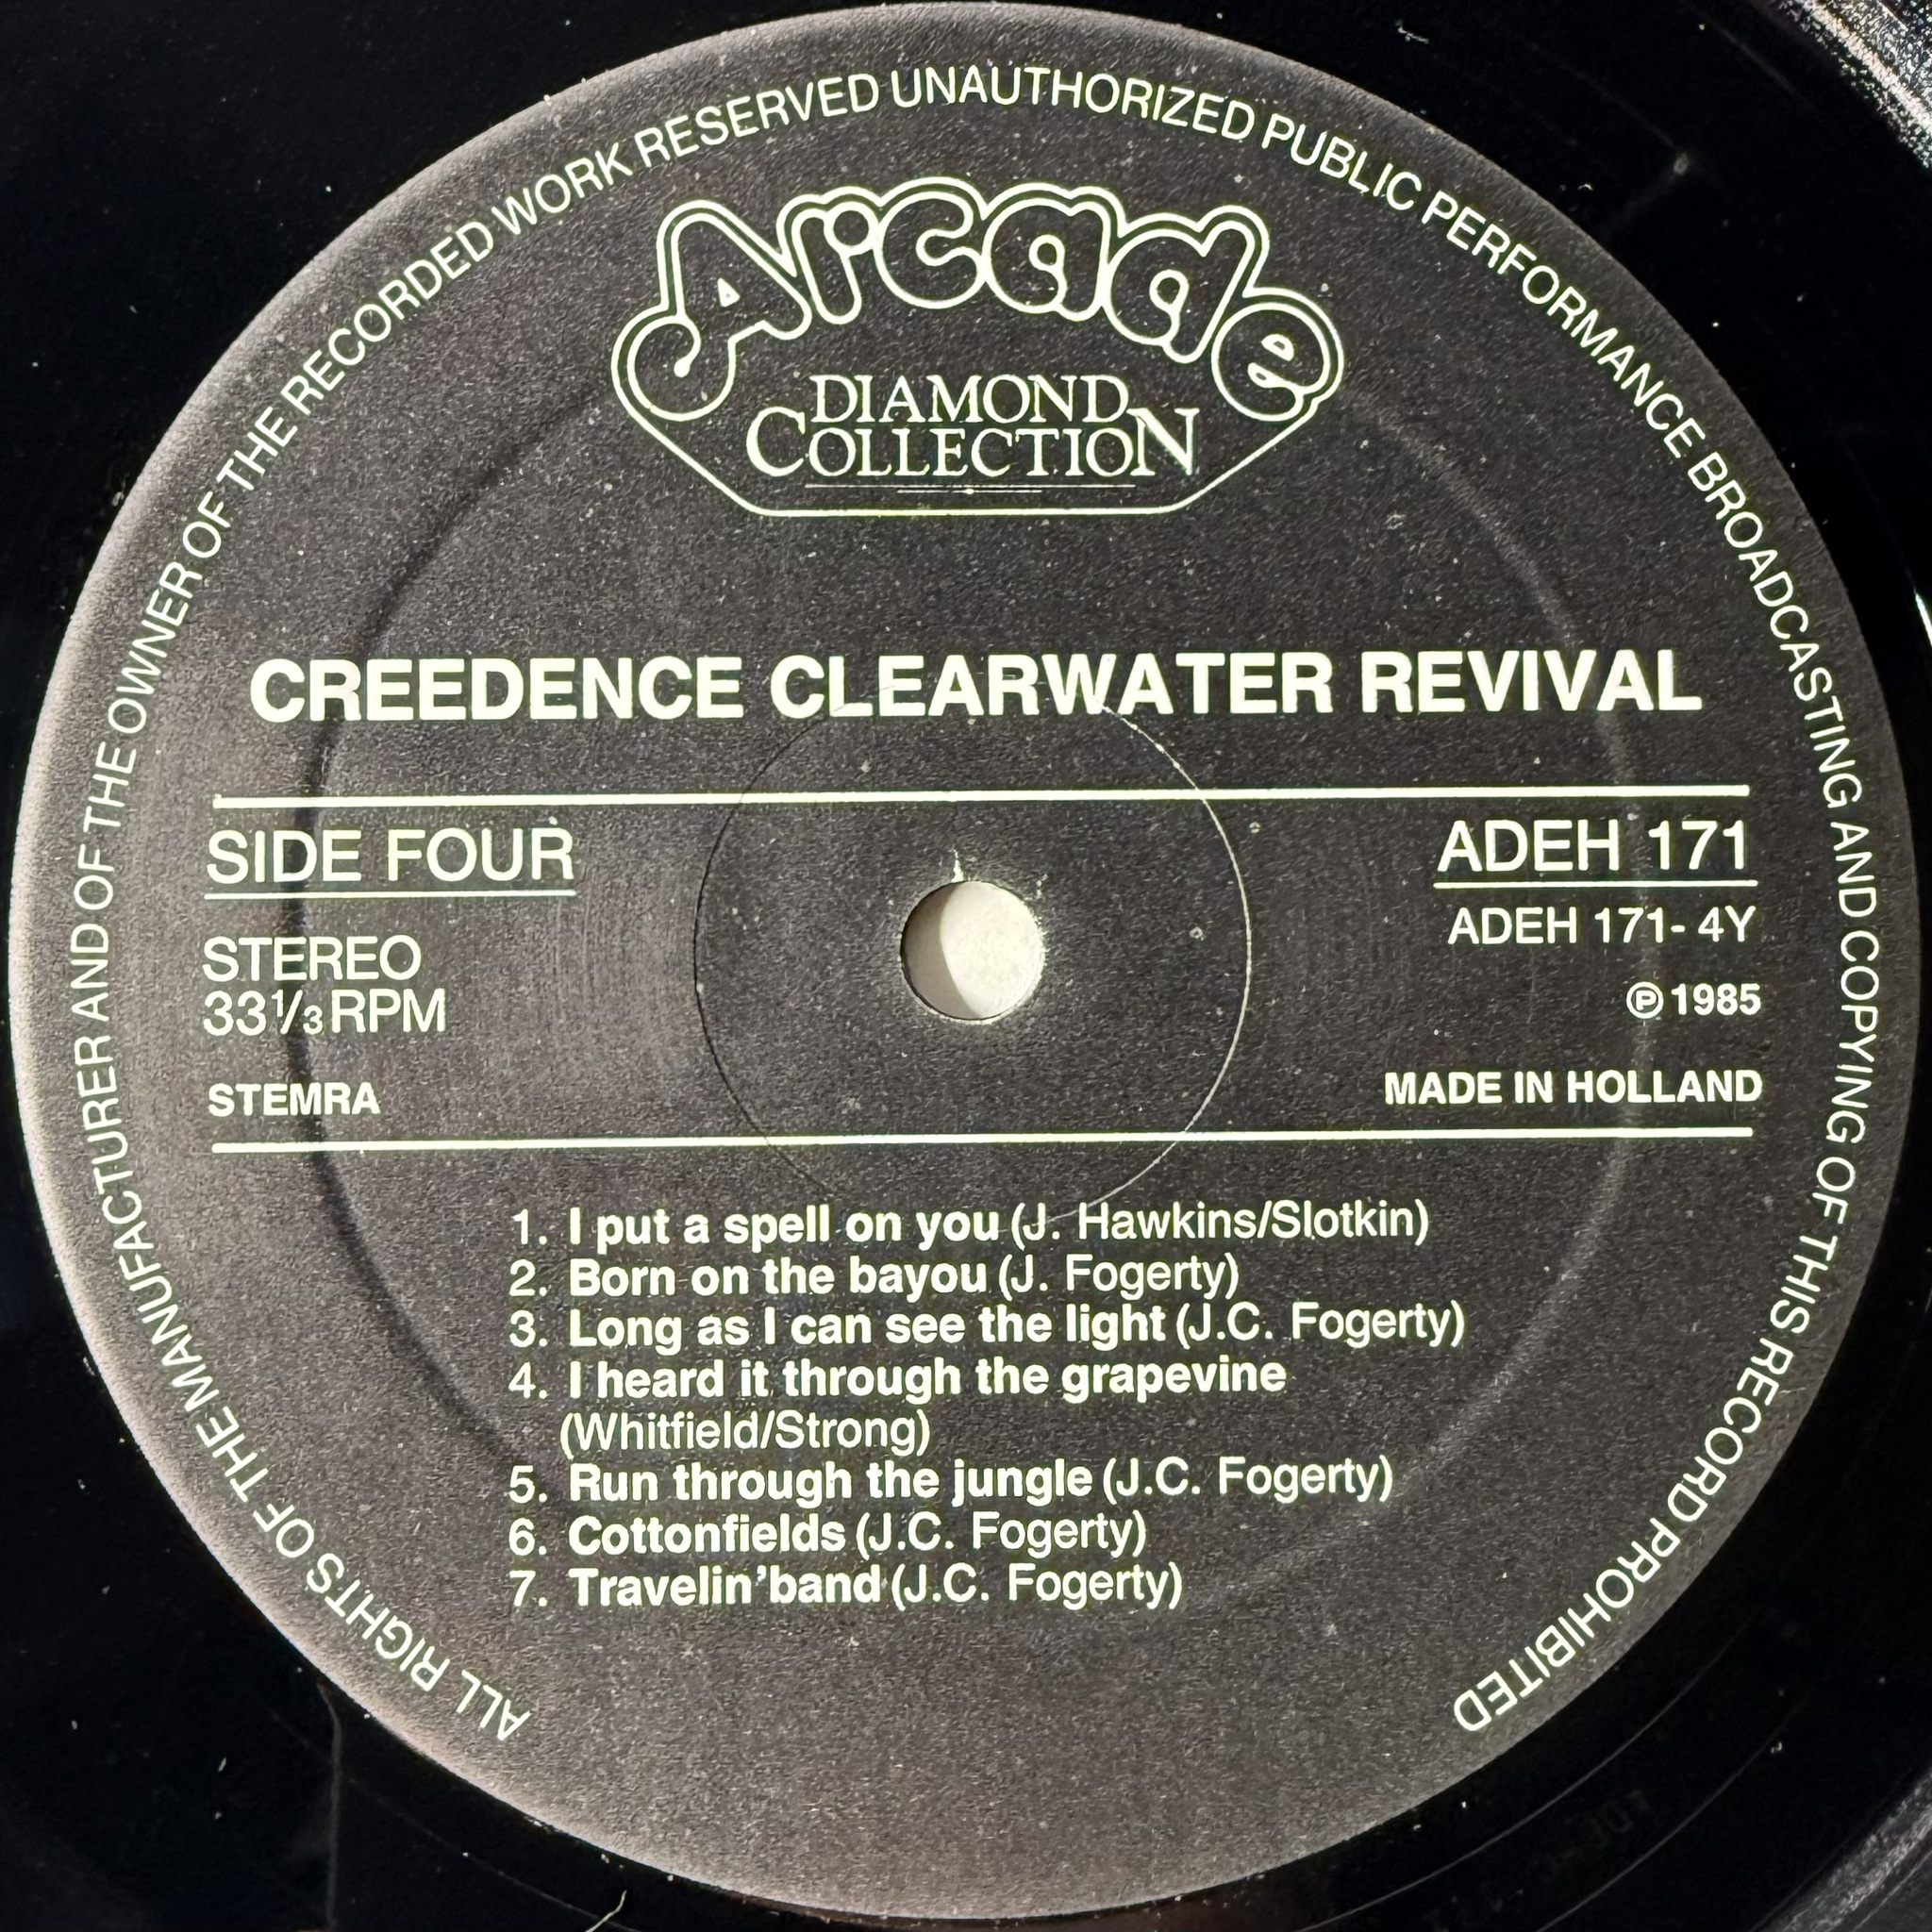 ALL RIGHTS OF THE MANUFACTURER AND OF THE OWNER OF THE RECORDED WORK RESERVED UNAUTHORIZED PUBLIC PERFORMANCE BROADCASTING AND COPYING OF THIS RECORD PROHIBITED
Arcade
DIAMOND
COLLECTION
CREEDENCE CLEARWATER REVIVAL
SIDE FOUR
STEREO
33 1/3 RPM
STEMRA
ADEH 171
ADEH 171- 4Y
℗ 1985
MADE IN HOLLAND
1. I put a spell on you (J. Hawkins/Slotkin)
2. Born on the bayou (J. Fogerty)
3. Long as I can see the light (J.C. Fogerty)
4. I heard it through the grapevine
(Whitfield/Strong)
5. Run through the jungle (J.C. Fogerty)
6. Cottonfields (J.C. Fogerty)
7. Travelin'band (J.C. Fogerty)